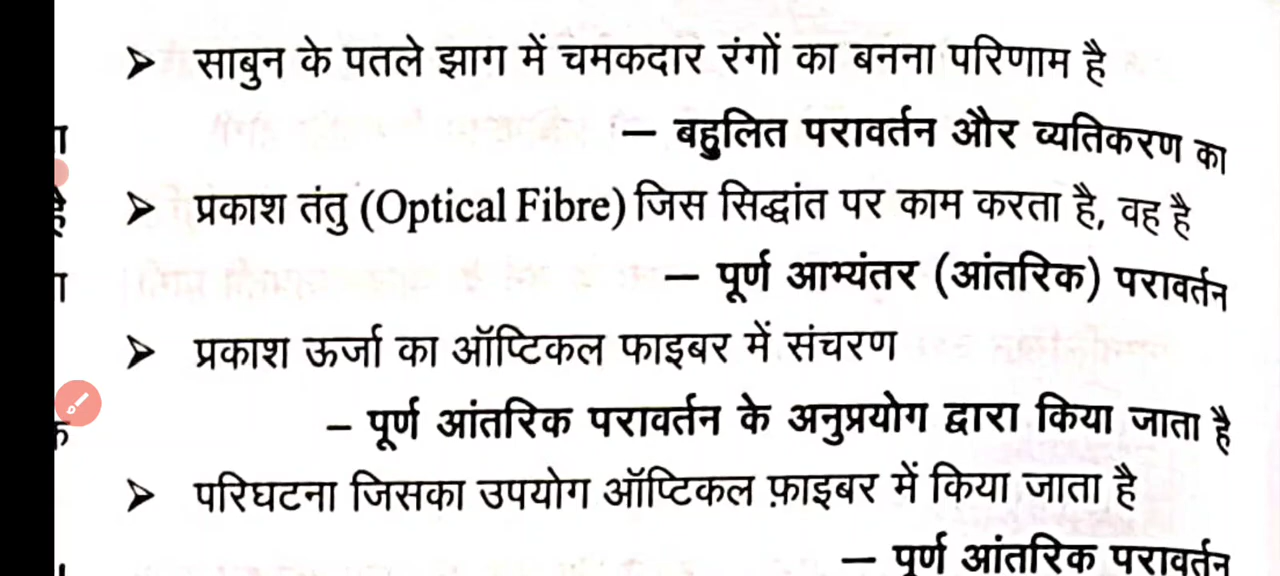 ➤ साबुन के पतले झाग में चमकदार रंगों का बनना परिणाम है
— बहुलित परावर्तन और व्यतिकरण का
➤ प्रकाश तंतु (Optical Fibre) जिस सिद्धांत पर काम करता है, वह है
— पूर्ण आभ्यंतर (आंतरिक) परावर्तन
➤ प्रकाश ऊर्जा का ऑप्टिकल फाइबर में संचरण
– पूर्ण आंतरिक परावर्तन के अनुप्रयोग द्वारा किया जाता है
➤ परिघटना जिसका उपयोग ऑप्टिकल फ़ाइबर में किया जाता है
— पूर्ण आंतरिक परावर्तन